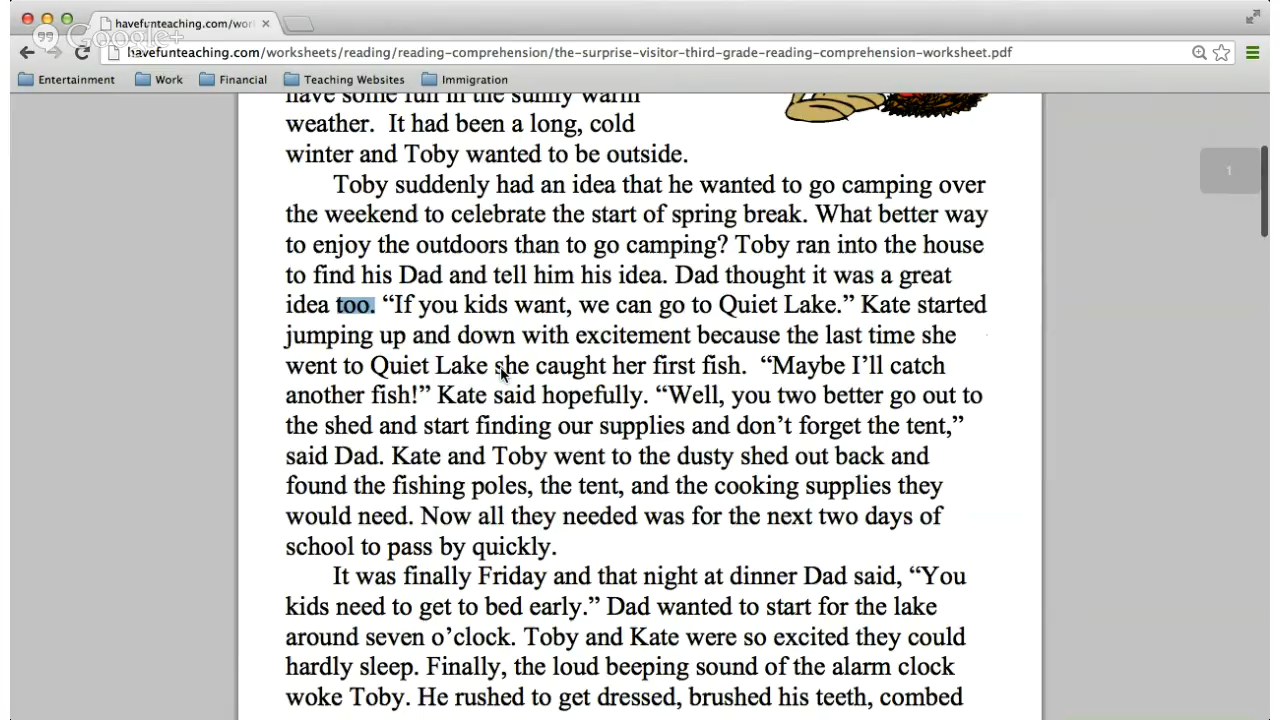 havefunteaching.com/wor
Google+
havefunteaching.com/worksheets/reading/reading-comprehension/the-surprise-visitor-third-grade-reading-comprehension-worksheet.pdf
Entertainment Work Financial Teaching Websites Immigration
have some fun in the sunny warm
weather. It had been a long, cold
winter and Toby wanted to be outside.
Toby suddenly had an idea that he wanted to go camping over
the weekend to celebrate the start of spring break. What better way
to enjoy the outdoors than to go camping? Toby ran into the house
to find his Dad and tell him his idea. Dad thought it was a great
idea too. “If you kids want, we can go to Quiet Lake.” Kate started
jumping up and down with excitement because the last time she
went to Quiet Lake she caught her first fish. “Maybe I’ll catch
another fish!” Kate said hopefully. “Well, you two better go out to
the shed and start finding our supplies and don’t forget the tent,”
said Dad. Kate and Toby went to the dusty shed out back and
found the fishing poles, the tent, and the cooking supplies they
would need. Now all they needed was for the next two days of
school to pass by quickly.
It was finally Friday and that night at dinner Dad said, “You
kids need to get to bed early.” Dad wanted to start for the lake
around seven o’clock. Toby and Kate were so excited they could
hardly sleep. Finally, the loud beeping sound of the alarm clock
woke Toby. He rushed to get dressed, brushed his teeth, combed
1